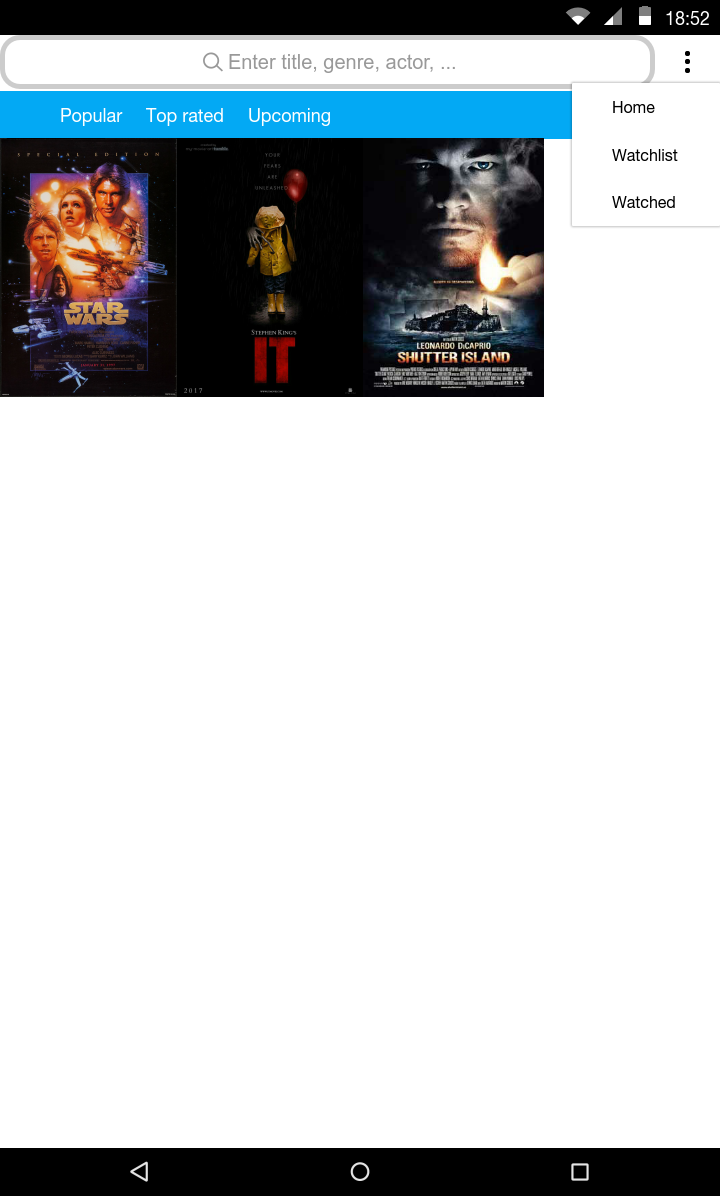 18:52
Enter title, genre, actor, ...
Popular Top rated Upcoming
Home
Watchlist
Watched
SPECIAL EDITION
STAR
WARS
YOUR
FEARS
ARE
UNLEASHED
STEPHEN KING'S
IT
2017
LEONARDO DiCAPRIO
SHUTTER ISLAND